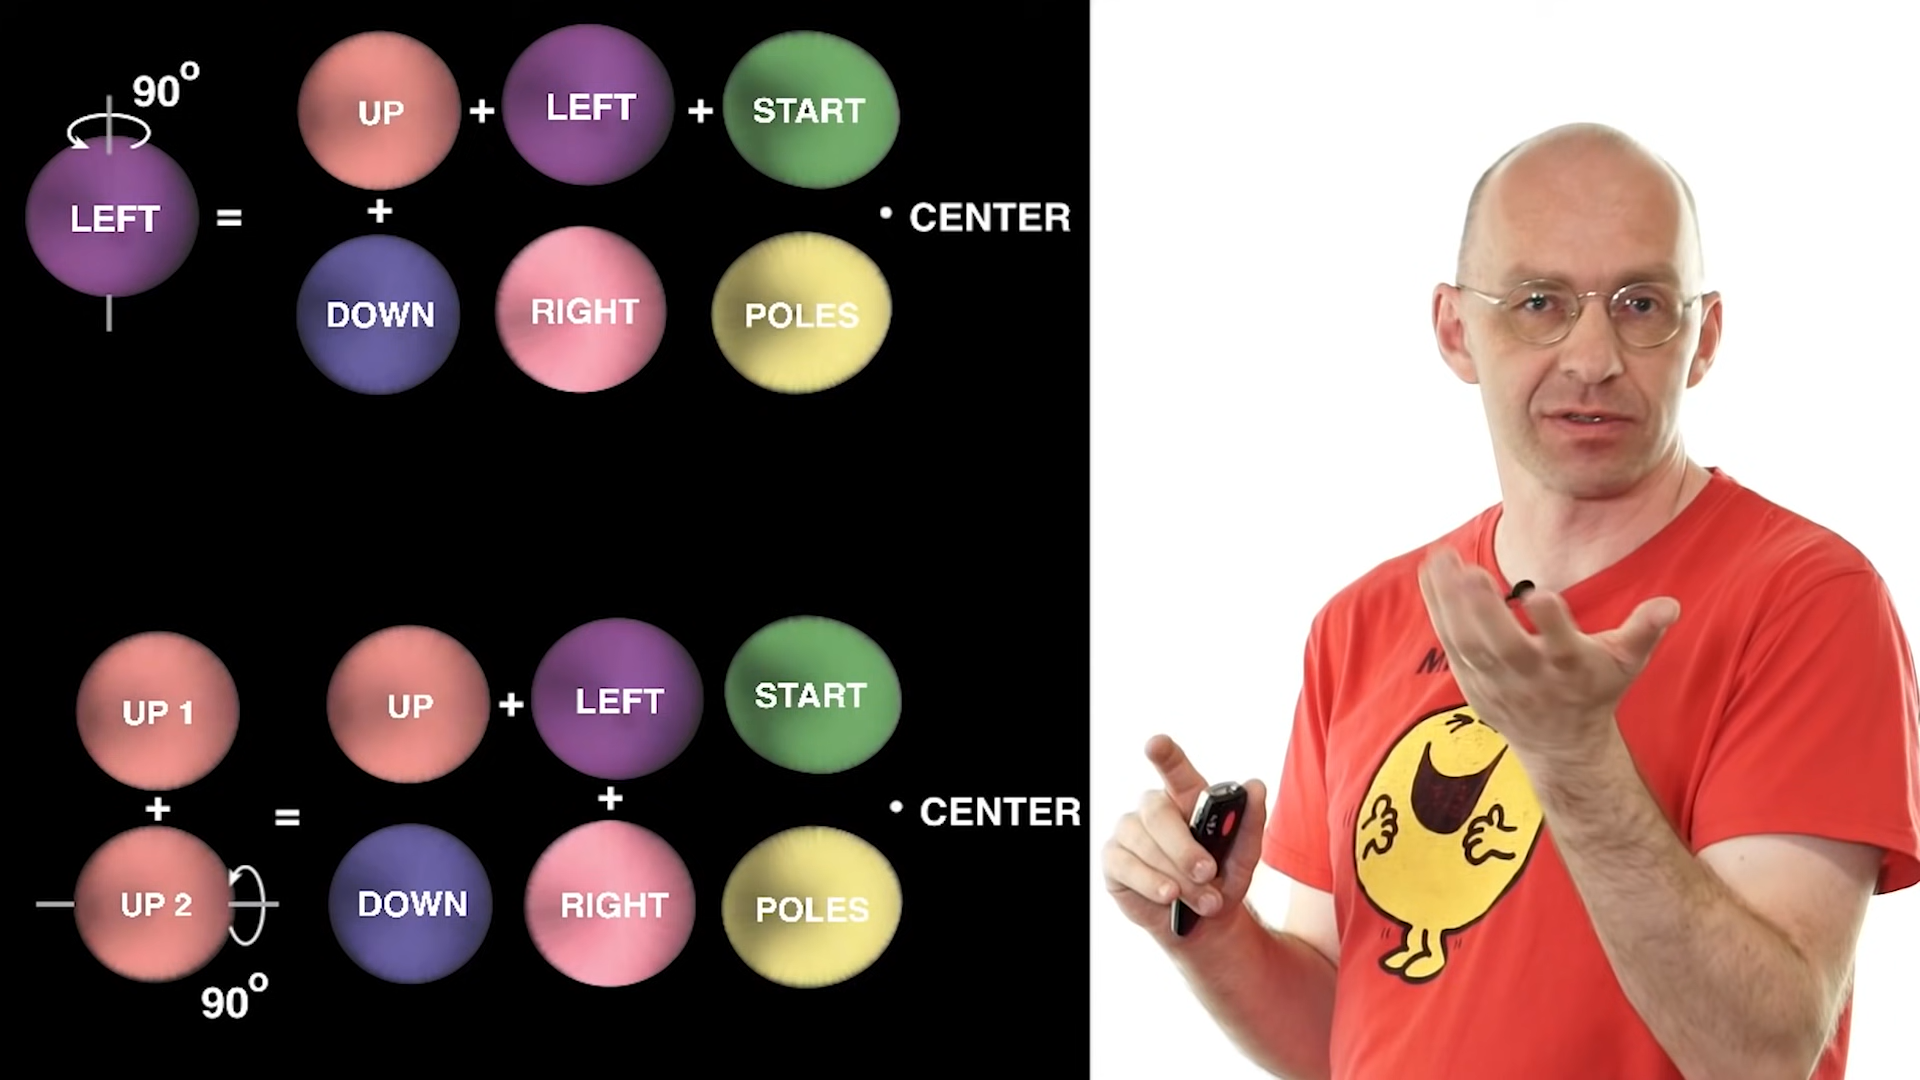 90°
UP + LEFT + START
LEFT =
+
• CENTER
DOWN RIGHT POLES
UP 1
UP + LEFT START
+
=
+
• CENTER
UP 2
DOWN RIGHT POLES
90°